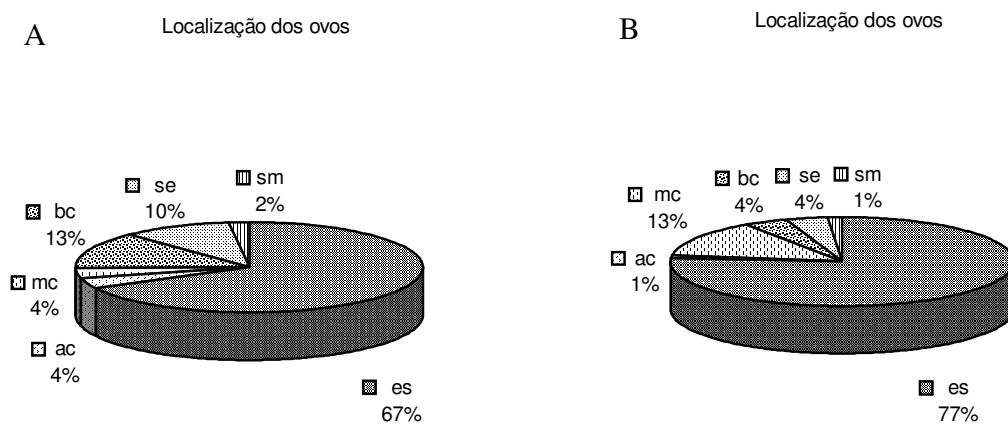 A
Localização dos ovos
se
10%
sm
2%
bc
13%
mc
4%
ac
4%
es
67%
B
Localização dos ovos
mc
13%
bc
4%
se
4%
sm
1%
ac
1%
es
77%